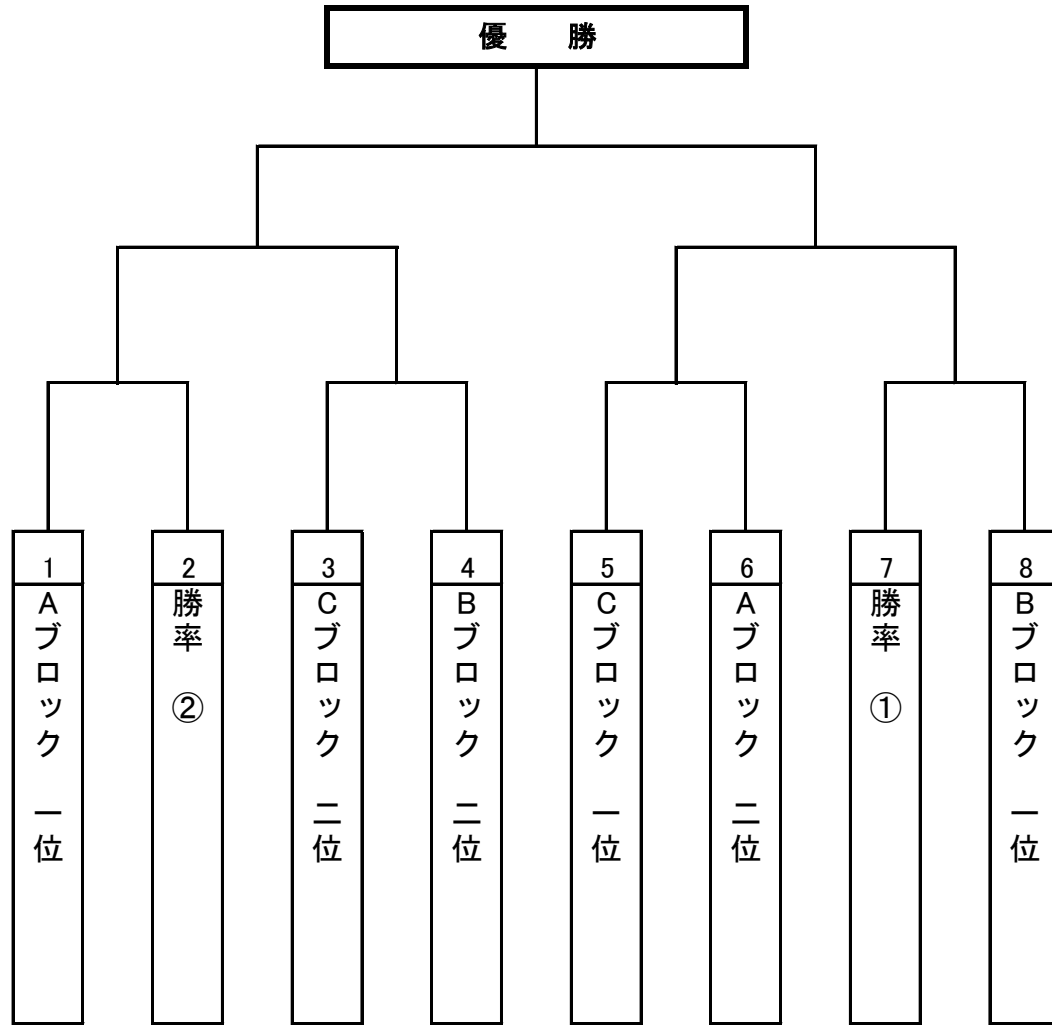 優　勝
1
Aブロック　一位
2
勝率　②
3
Cブロック　二位
4
Bブロック　二位
5
Cブロック　一位
6
Aブロック　二位
7
勝率　①
8
Bブロック　一位